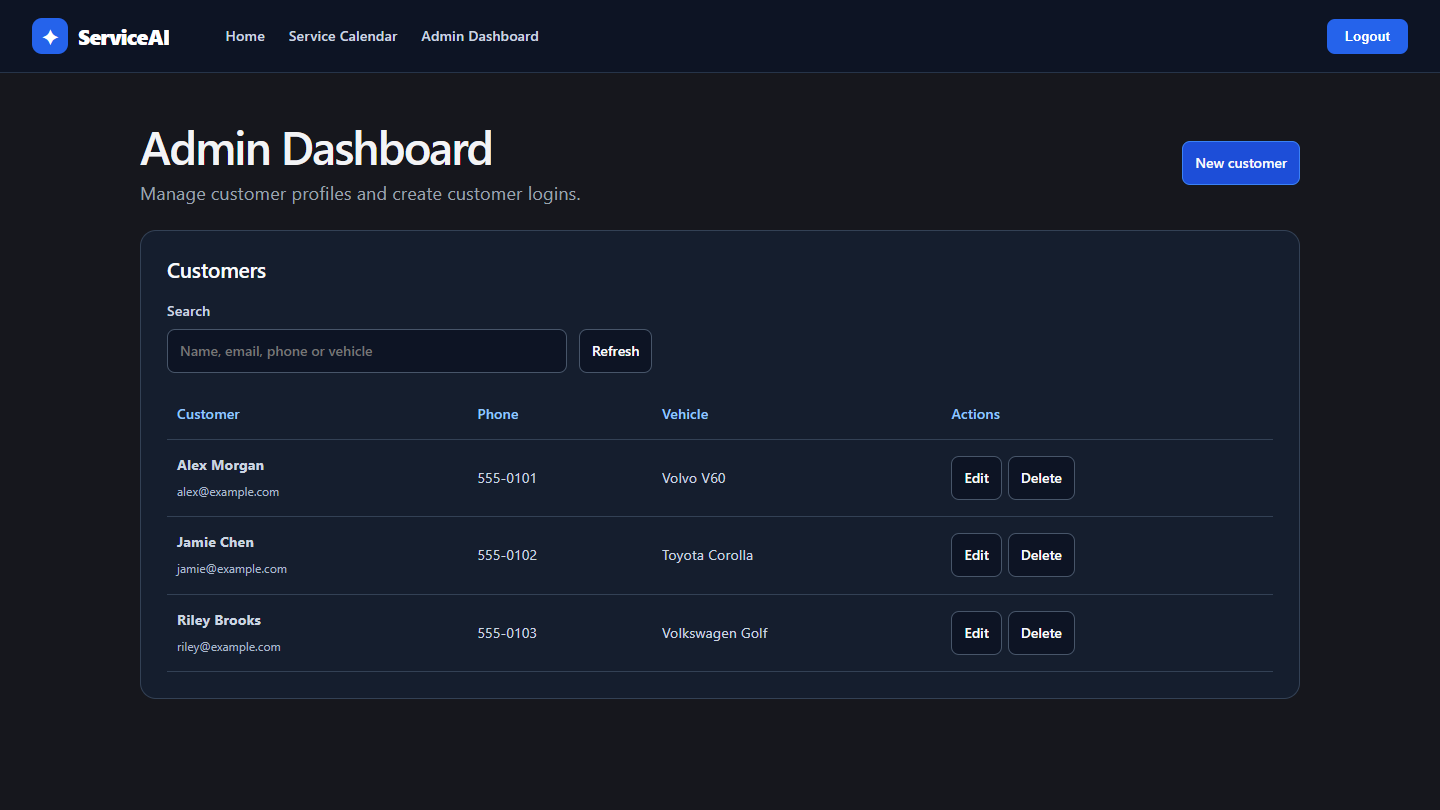 ServiceAI Home Service Calendar Admin Dashboard Logout
Admin Dashboard
New customer
Manage customer profiles and create customer logins.
Customers
Search
Name, email, phone or vehicle Refresh
Customer Phone Vehicle Actions
Alex Morgan
alex@example.com
555-0101 Volvo V60 Edit Delete
Jamie Chen
jamie@example.com
555-0102 Toyota Corolla Edit Delete
Riley Brooks
riley@example.com
555-0103 Volkswagen Golf Edit Delete